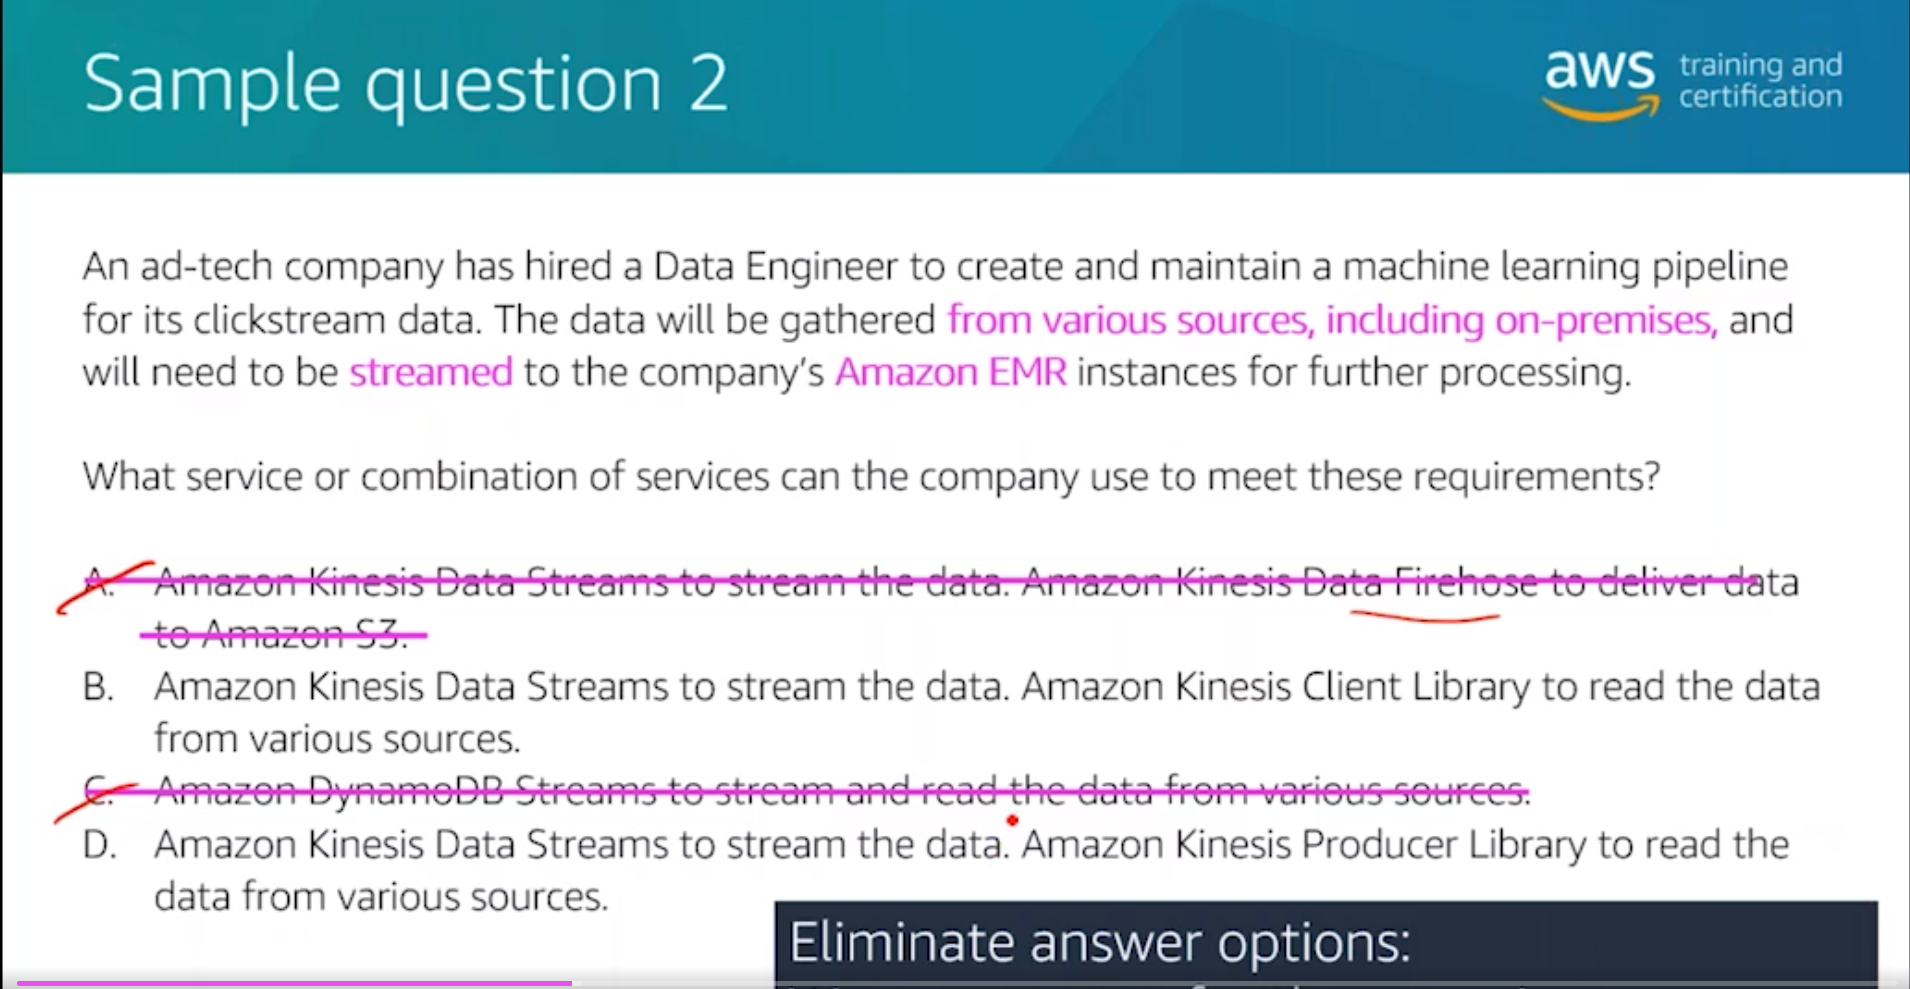 Sample question 2
aws training and
certification
An ad-tech company has hired a Data Engineer to create and maintain a machine learning pipeline
for its clickstream data. The data will be gathered from various sources, including on-premises, and
will need to be streamed to the company's Amazon EMR instances for further processing.
What service or combination of services can the company use to meet these requirements?
A. Amazon Kinesis Data Streams to stream the data. Amazon Kinesis Data Firehose to deliver data
to Amazon S3.
B. Amazon Kinesis Data Streams to stream the data. Amazon Kinesis Client Library to read the data
from various sources.
C. Amazon DynamoDB Streams to stream and read the data from various sources.
D. Amazon Kinesis Data Streams to stream the data. Amazon Kinesis Producer Library to read the
data from various sources.
Eliminate answer options: